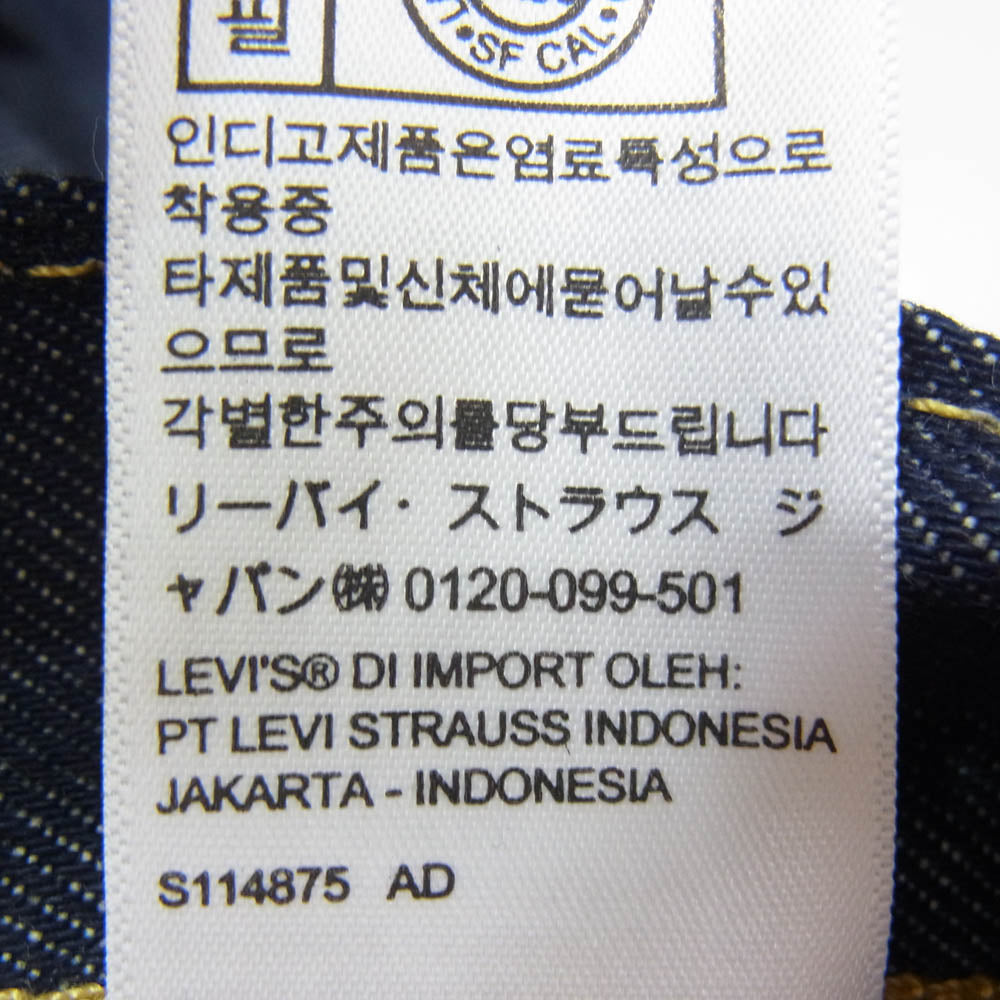 필
SF CAL
인디고제품은염료특성으로
착용중
타제품및신체에묻어날수있
으므로
각별한주의를당부드립니다
リーバイ・ストラウス ジ
ャパン㈱ 0120-099-501
LEVI'S® DI IMPORT OLEH:
PT LEVI STRAUSS INDONESIA
JAKARTA - INDONESIA
S114875 AD